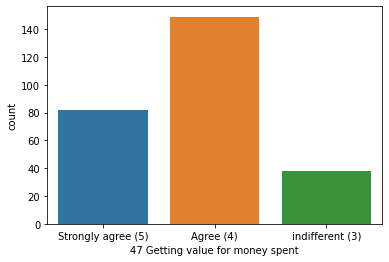 140
120
100
80
60
40
20
0
count
Strongly agree (5) Agree (4) indifferent (3)
47 Getting value for money spent